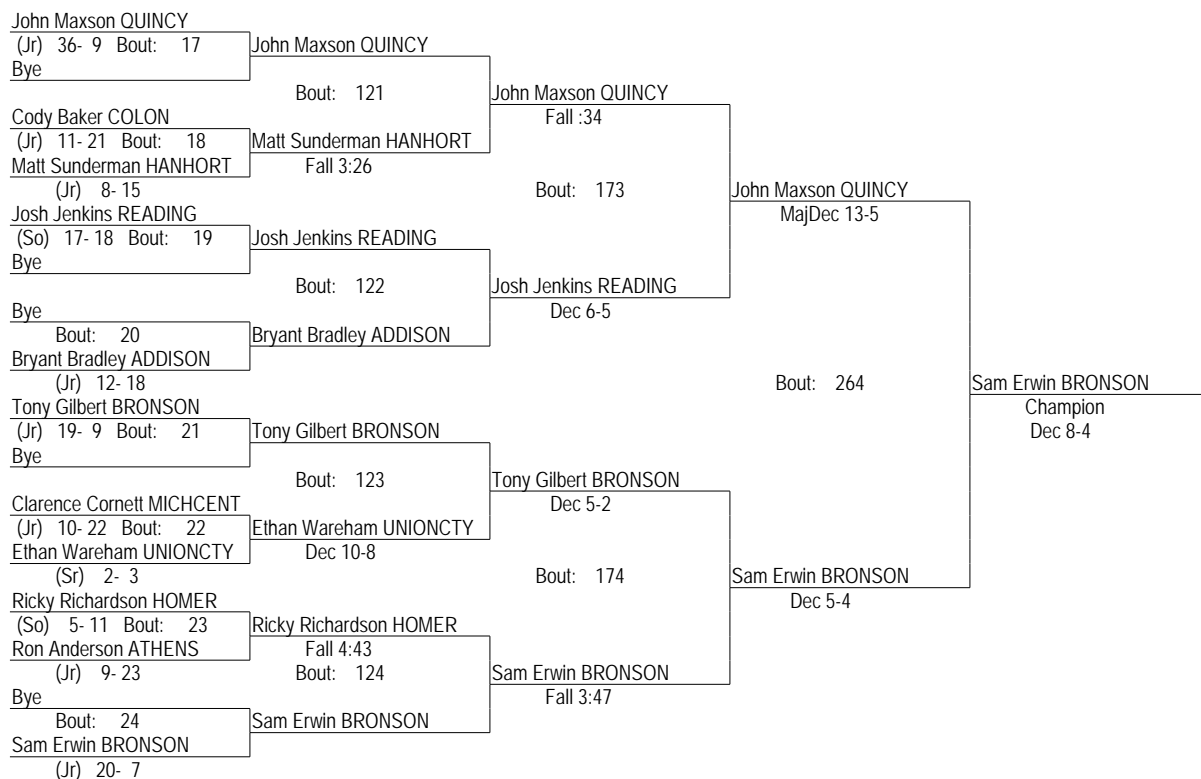 John Maxson QUINCY
(Jr) 36- 9 Bout: 17
Bye
John Maxson QUINCY
Bout: 121
Cody Baker COLON
(Jr) 11- 21 Bout: 18
Matt Sunderman HANHORT
(Jr) 8- 15
Matt Sunderman HANHORT
Fall 3:26
John Maxson QUINCY
Fall :34
Bout: 173
Josh Jenkins READING
(So) 17- 18 Bout: 19
Bye
Josh Jenkins READING
Bout: 122
Bye
Bout: 20
Bryant Bradley ADDISON
(Jr) 12- 18
Bryant Bradley ADDISON
Josh Jenkins READING
Dec 6-5
John Maxson QUINCY
MajDec 13-5
Bout: 264
Tony Gilbert BRONSON
(Jr) 19- 9 Bout: 21
Bye
Tony Gilbert BRONSON
Bout: 123
Clarence Cornett MICHCENT
(Jr) 10- 22 Bout: 22
Ethan Wareham UNIONCTY
(Sr) 2- 3
Ethan Wareham UNIONCTY
Dec 10-8
Tony Gilbert BRONSON
Dec 5-2
Bout: 174
Ricky Richardson HOMER
(So) 5- 11 Bout: 23
Ron Anderson ATHENS
(Jr) 9- 23
Ricky Richardson HOMER
Fall 4:43
Bout: 124
Bye
Bout: 24
Sam Erwin BRONSON
(Jr) 20- 7
Sam Erwin BRONSON
Sam Erwin BRONSON
Fall 3:47
Sam Erwin BRONSON
Dec 5-4
Sam Erwin BRONSON
Champion
Dec 8-4